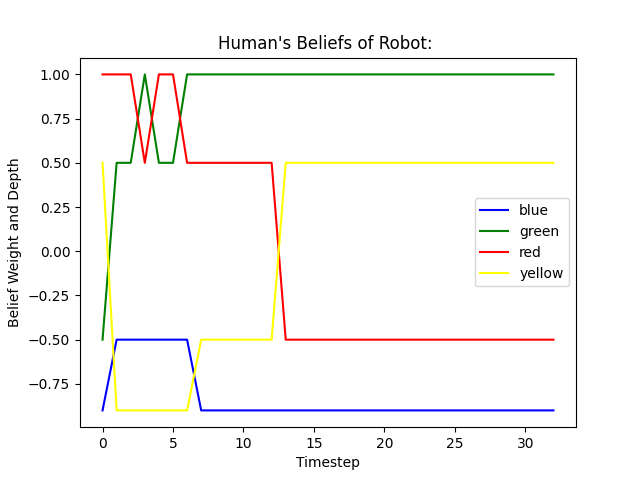 Human's Beliefs of Robot:
1.00
0.75
0.50
0.25
0.00
−0.25
−0.50
−0.75
Belief Weight and Depth
blue
green
red
yellow
0 5 10 15 20 25 30
Timestep